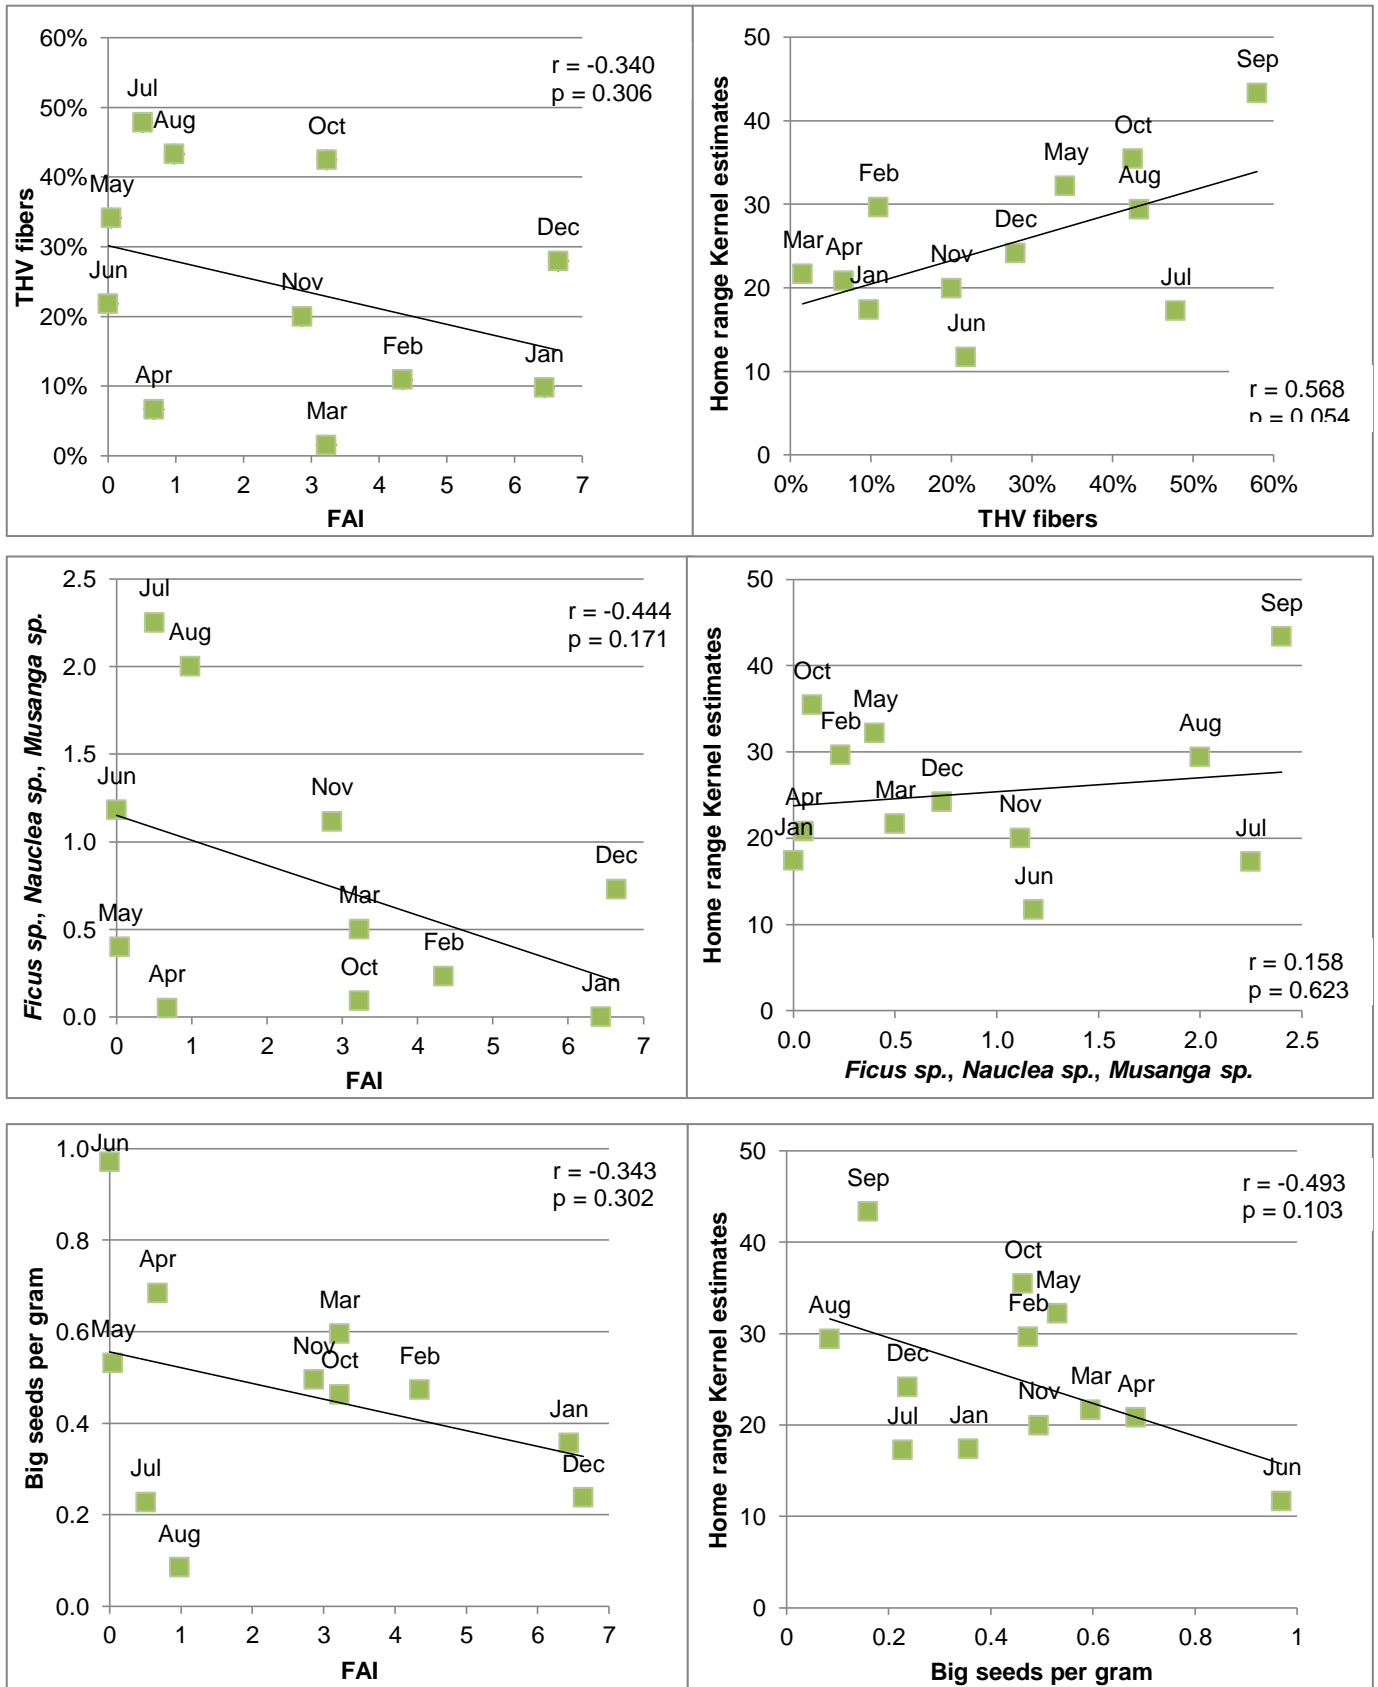 60%
50%
40%
30%
20%
10%
0%
THV fibers
r = -0.340
p = 0.306
Jul
Aug
Oct
May
Dec
Jun
Nov
Feb
Jan
Apr
Mar
0 1 2 3 4 5 6 7
FAI
50
40
30
20
10
0
Home range Kernel estimates
Sep
Oct
May
Aug
Feb
Dec
Mar
Apr
Nov
Jan
Jul
Jun
r = 0.568
p = 0.054
0% 10% 20% 30% 40% 50% 60%
THV fibers
2.5
2.0
1.5
1.0
0.5
0.0
Ficus sp., Nauclea sp., Musanga sp.
r = -0.444
p = 0.171
Jul
Aug
Jun
Nov
Dec
Mar
May
Feb
Apr
Oct
Jan
0 1 2 3 4 5 6 7
FAI
50
40
30
20
10
0
Home range Kernel estimates
Sep
Oct
May
Feb
Aug
Dec
Mar
Apr
Nov
Jan
Jul
Jun
r = 0.158
p = 0.623
0.0 0.5 1.0 1.5 2.0 2.5
Ficus sp., Nauclea sp., Musanga sp.
1.0
0.8
0.6
0.4
0.2
0.0
Big seeds per gram
r = -0.343
p = 0.302
Jun
Apr
Mar
May
Nov
Oct
Feb
Jan
Dec
Jul
Aug
0 1 2 3 4 5 6 7
FAI
50
40
30
20
10
0
Home range Kernel estimates
r = -0.493
p = 0.103
Sep
Oct
May
Feb
Aug
Dec
Mar
Apr
Nov
Jul
Jan
Jun
0 0.2 0.4 0.6 0.8 1
Big seeds per gram